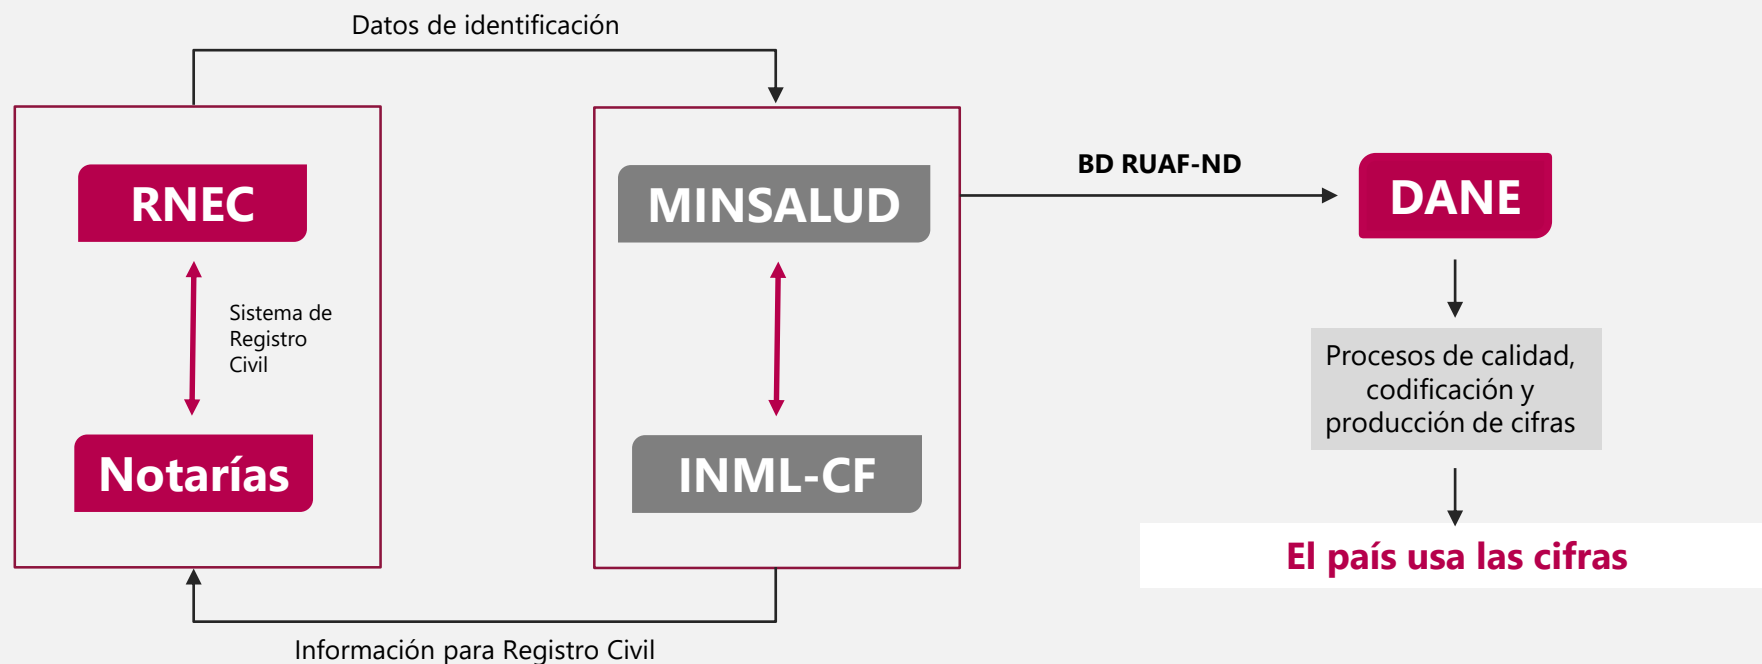 Datos de identificación
RNEC
Sistema de
Registro
Civil
Notarías
MINSALUD
INML-CF
BD RUAF-ND
DANE
Procesos de calidad,
codificación y
producción de cifras
El país usa las cifras
Información para Registro Civil